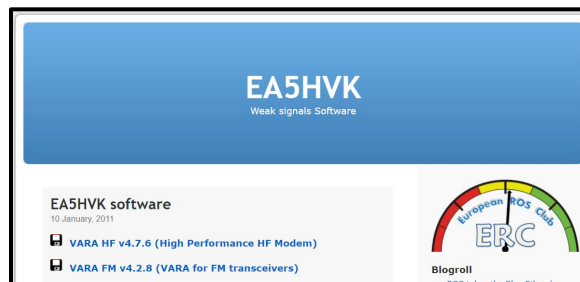 EA5HVK
Weak signals Software
EA5HVK software
10 January, 2011
VARA HF v4.7.6 (High Performance HF Modem)
VARA FM v4.2.8 (VARA for FM transceivers)
European ROS Club
ERC
Blogroll